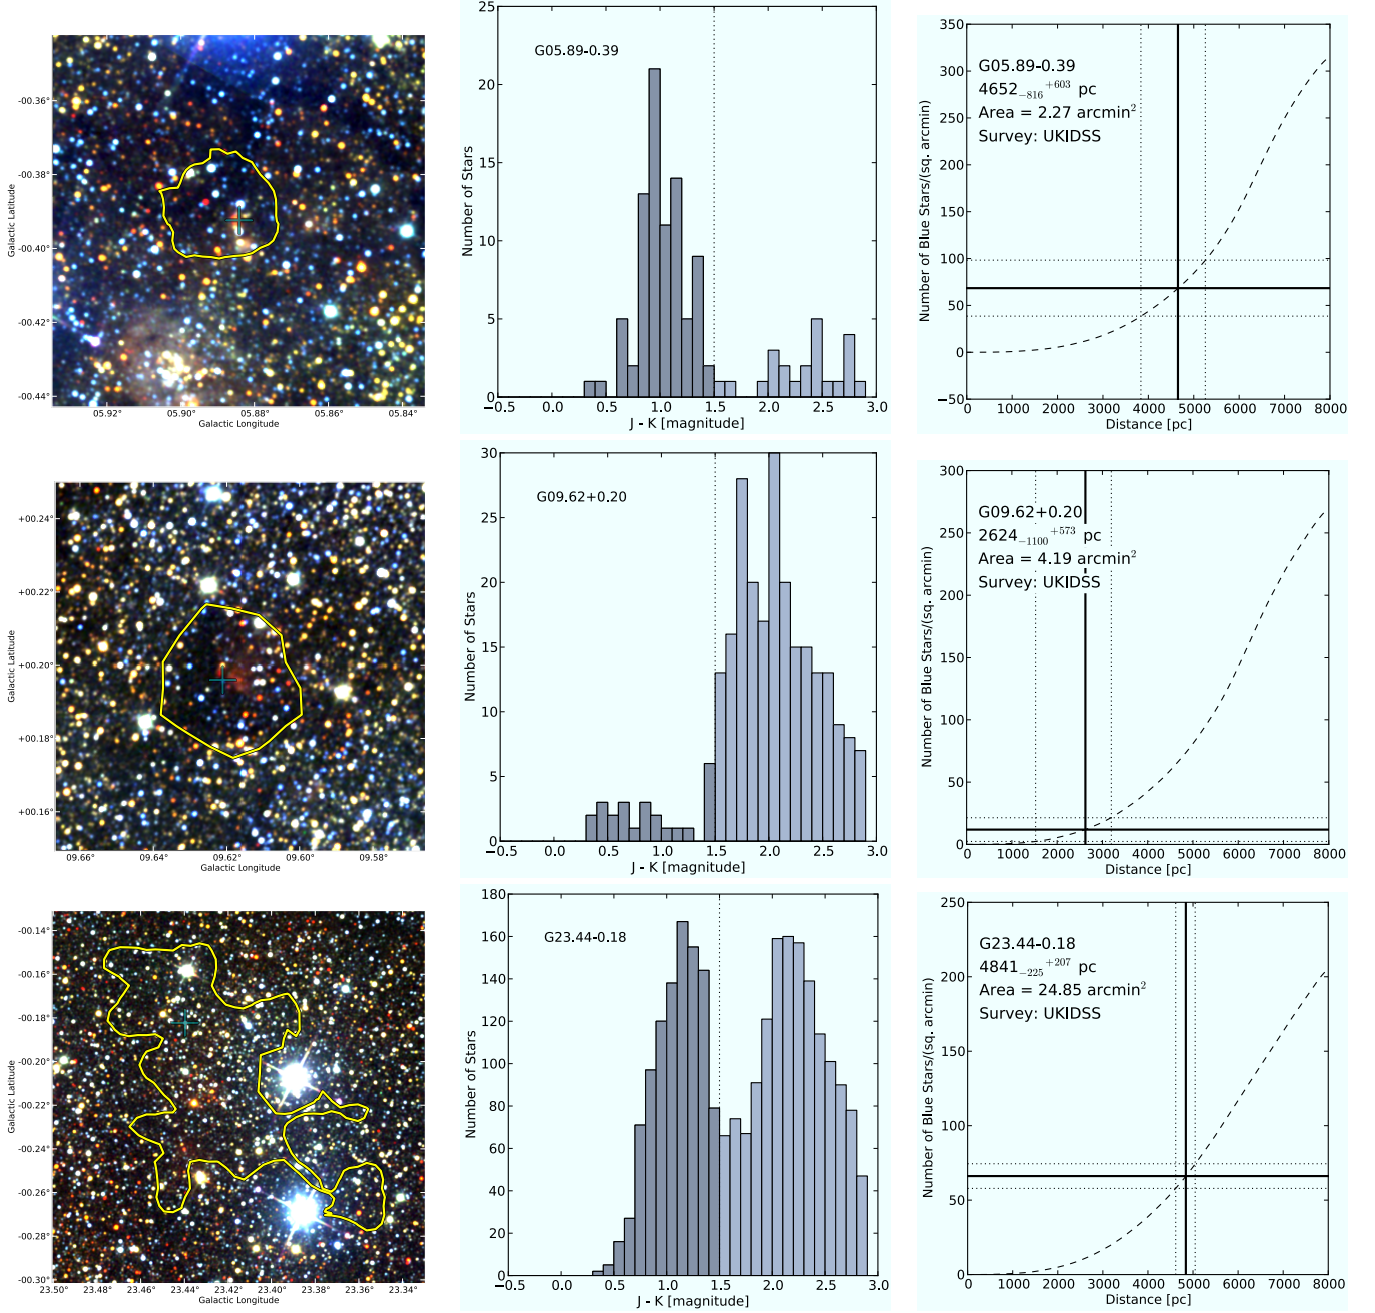 -00.36°
-00.38°
-00.40°
-00.42°
-00.44°
Galactic Latitude
05.92° 05.90° 05.88° 05.86° 05.84°
Galactic Longitude
25
20
15
10
5
0
Number of Stars
G05.89-0.39
−0.5 0.0 0.5 1.0 1.5 2.0 2.5 3.0
J - K [magnitude]
350
300
250
200
150
100
50
0
−50
Number of Blue Stars/(sq. arcmin)
G05.89-0.39
4652−816+603 pc
Area = 2.27 arcmin2
Survey: UKIDSS
0 1000 2000 3000 4000 5000 6000 7000 8000
Distance [pc]
+00.24°
+00.22°
+00.20°
+00.18°
+00.16°
Galactic Latitude
09.66° 09.64° 09.62° 09.60° 09.58°
Galactic Longitude
30
25
20
15
10
5
0
Number of Stars
G09.62+0.20
−0.5 0.0 0.5 1.0 1.5 2.0 2.5 3.0
J - K [magnitude]
300
250
200
150
100
50
0
Number of Blue Stars/(sq. arcmin)
G09.62+0.20
2624−1100+573 pc
Area = 4.19 arcmin2
Survey: UKIDSS
0 1000 2000 3000 4000 5000 6000 7000 8000
Distance [pc]
-00.14°
-00.16°
-00.18°
-00.20°
-00.22°
-00.24°
-00.26°
-00.28°
-00.30°
Galactic Latitude
23.50° 23.48° 23.46° 23.44° 23.42° 23.40° 23.38° 23.36° 23.34°
Galactic Longitude
180
160
140
120
100
80
60
40
20
0
Number of Stars
G23.44-0.18
−0.5 0.0 0.5 1.0 1.5 2.0 2.5 3.0
J - K [magnitude]
250
200
150
100
50
0
Number of Blue Stars/(sq. arcmin)
G23.44-0.18
4841−225+207 pc
Area = 24.85 arcmin2
Survey: UKIDSS
0 1000 2000 3000 4000 5000 6000 7000 8000
Distance [pc]